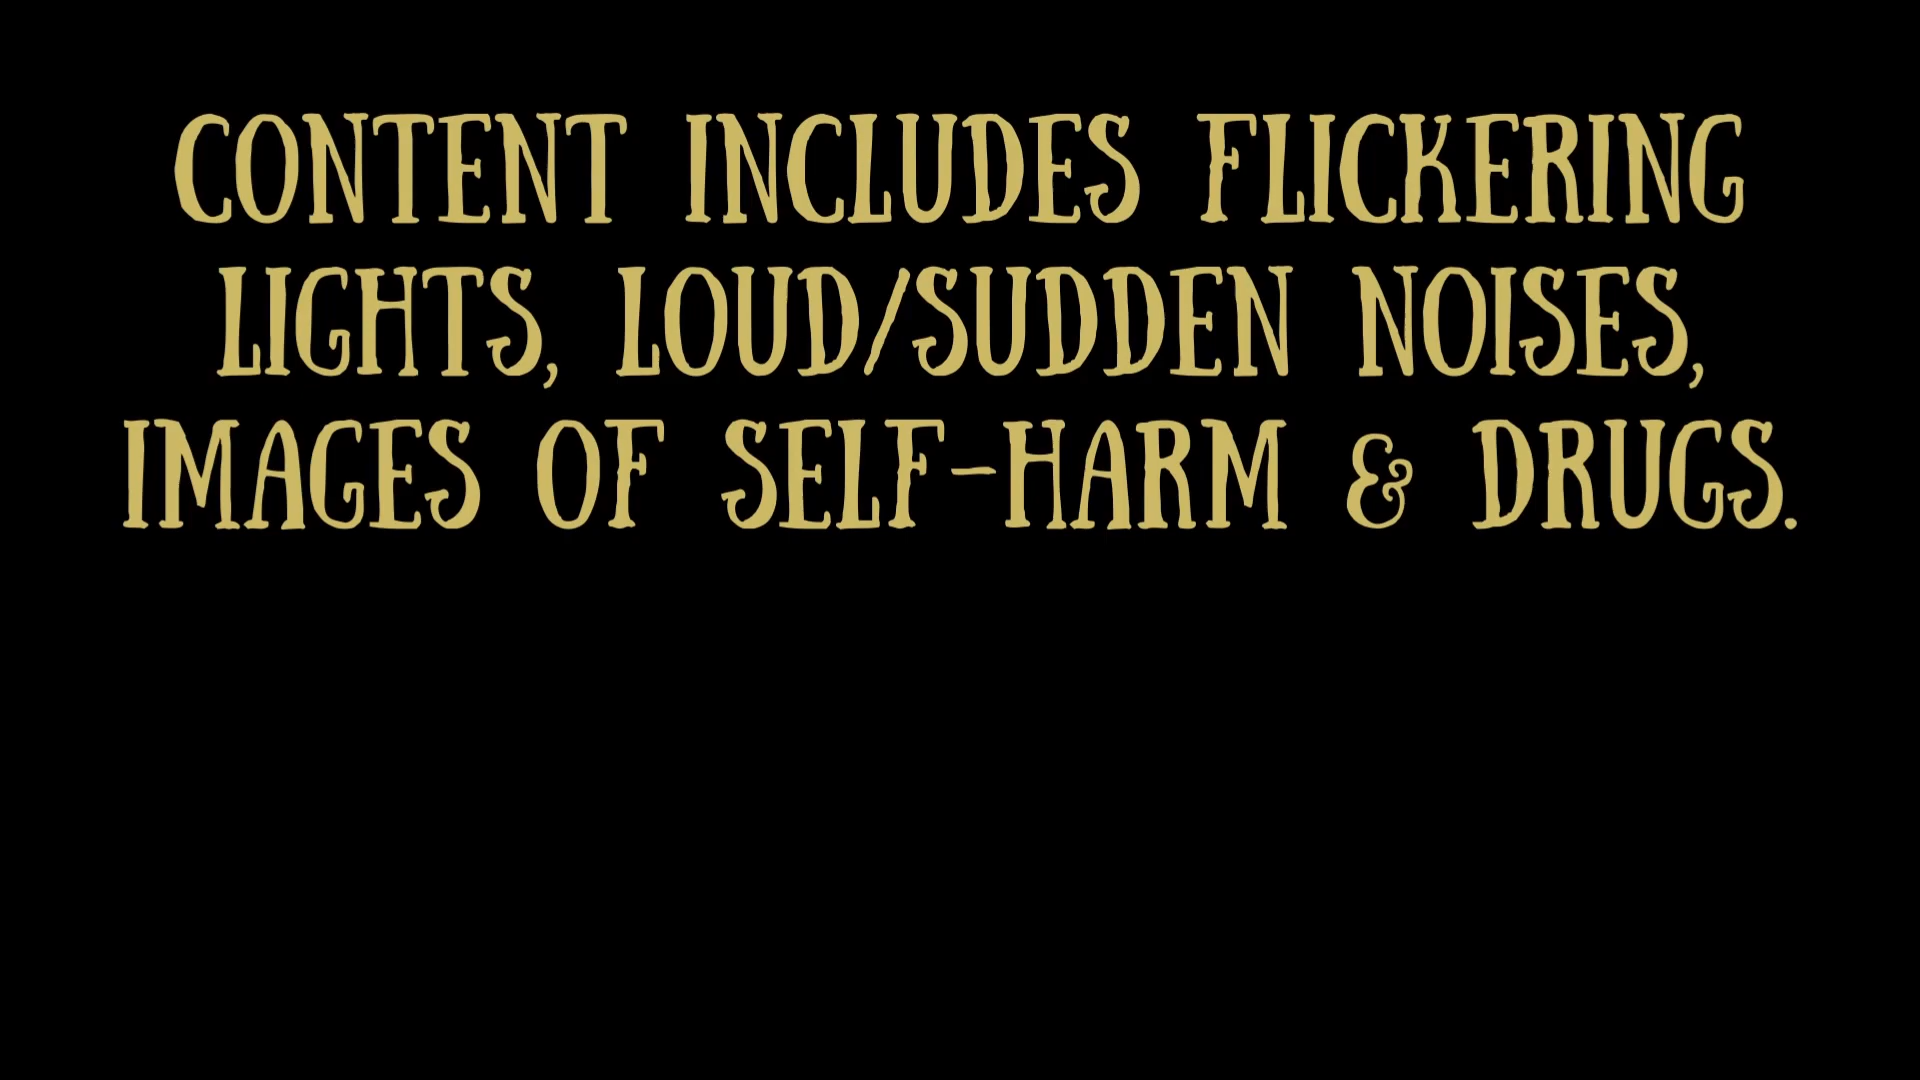 CONTENT INCLUDES FLICKERING
LIGHTS, LOUD/SUDDEN NOISES,
IMAGES OF SELF-HARM & DRUGS.